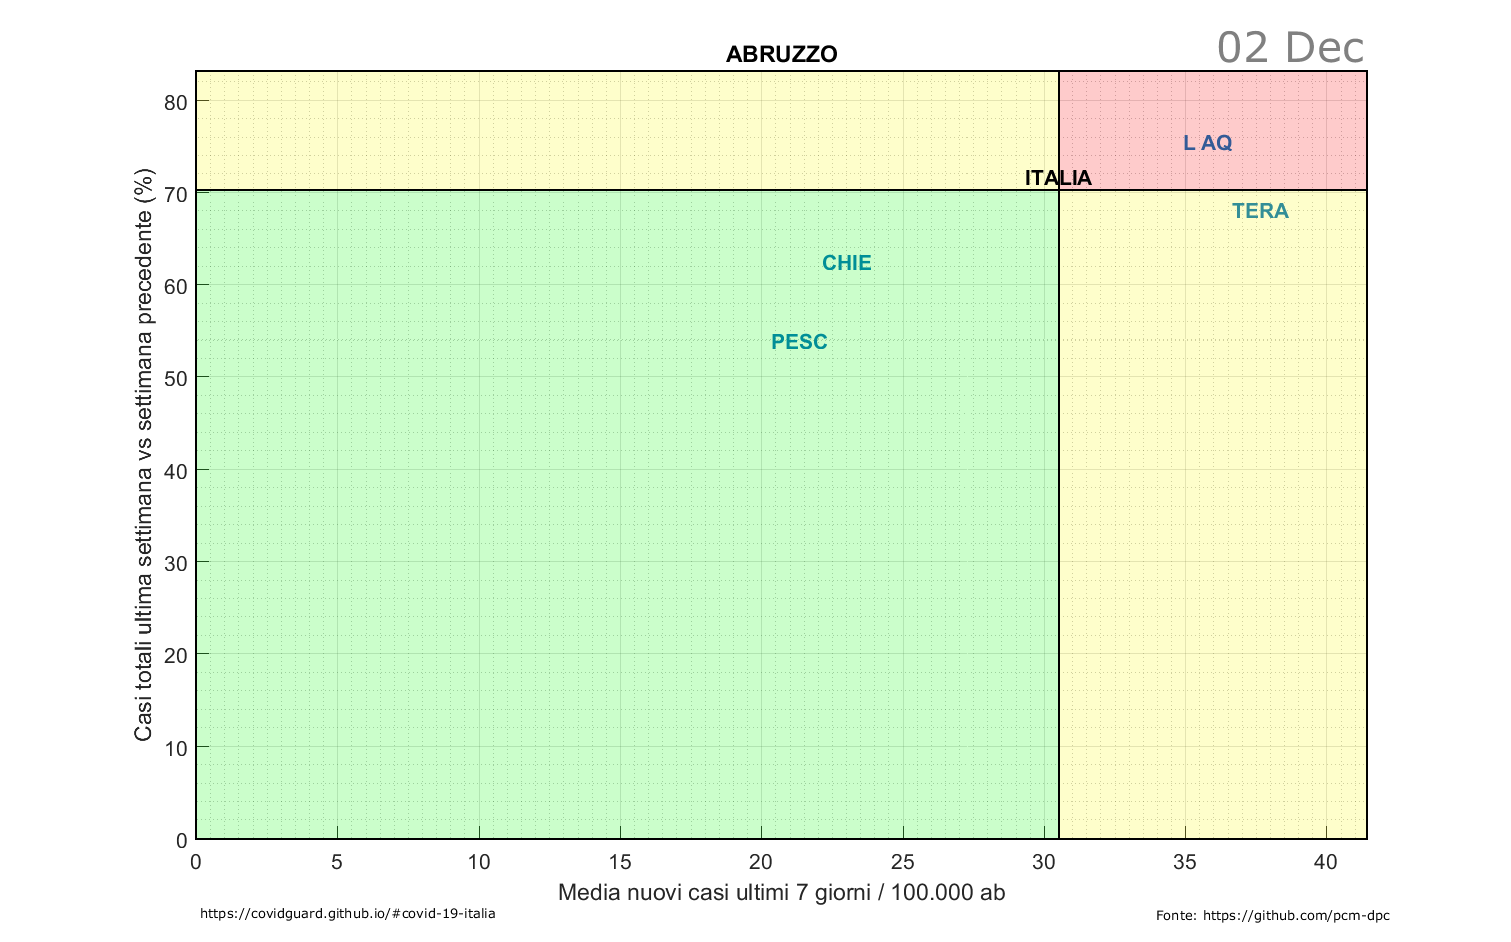 ABRUZZO
02 Dec
Casi totali ultima settimana vs settimana precedente (%)
80
70
60
50
40
30
20
10
0
L AQ
ITALIA
TERA
CHIE
PESC
0 5 10 15 20 25 30 35 40
Media nuovi casi ultimi 7 giorni / 100.000 ab
https://covidguard.github.io/#covid-19-italia
Fonte: https://github.com/pcm-dpc